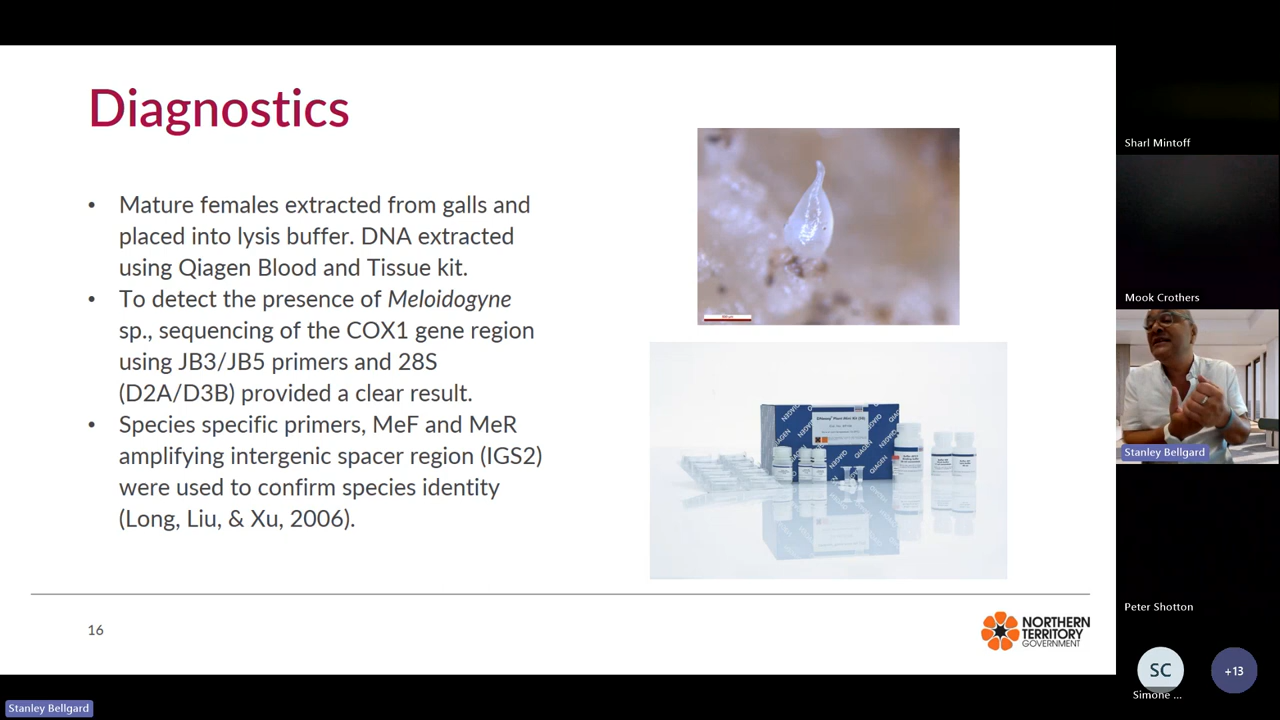 Diagnostics
• Mature females extracted from galls and
placed into lysis buffer. DNA extracted
using Qiagen Blood and Tissue kit.
• To detect the presence of Meloidogyne
sp., sequencing of the COX1 gene region
using JB3/JB5 primers and 28S
(D2A/D3B) provided a clear result.
• Species specific primers, MeF and MeR
amplifying intergenic spacer region (IGS2)
were used to confirm species identity
(Long, Liu, & Xu, 2006).
QIAGEN
16
NORTHERN
TERRITORY
GOVERNMENT
Sharl Mintoff
Mook Crothers
Stanley Bellgard
Peter Shotton
SC
+13
Simone ...
Stanley Bellgard